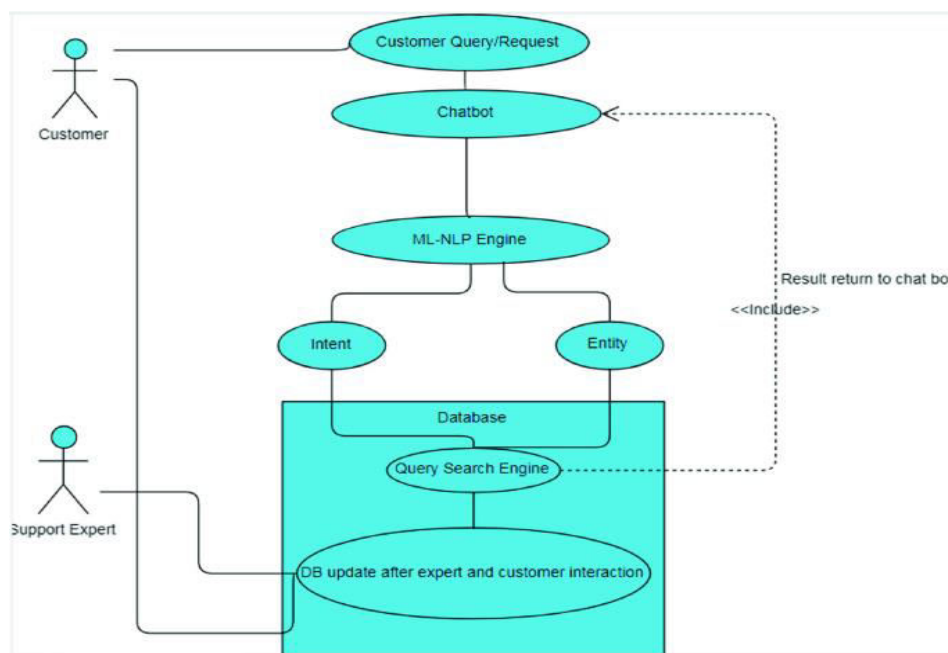 Customer Query/Request
Chatbot
Customer
ML-NLP Engine
Result return to chat bo
<<Include>>
Intent
Entity
Database
Query Search Engine
Support Expert
DB update after expert and customer interaction